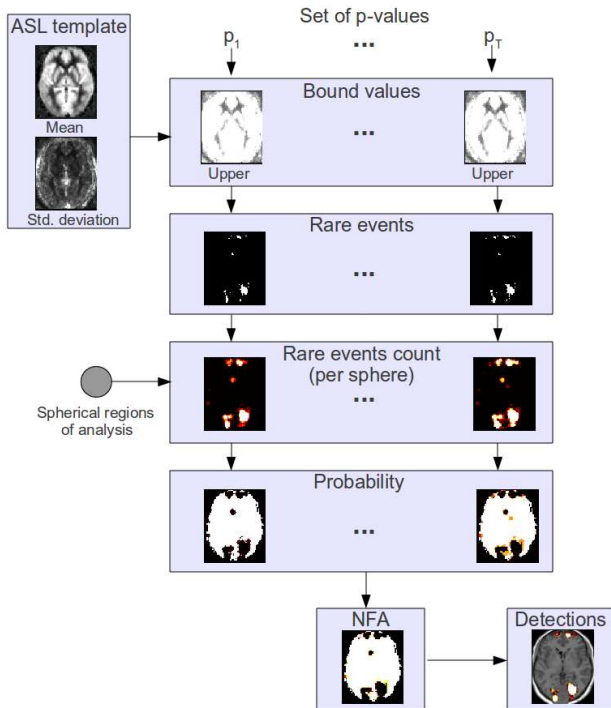 ASL template
Mean
Std. deviation
Set of p-values
p1 ... pT
Bound values
...
Upper Upper
Rare events
...
Rare events count
(per sphere)
...
Spherical regions
of analysis
Probability
...
NFA
Detections